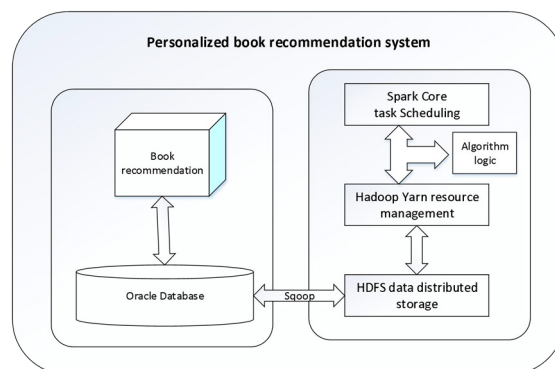 Personalized book recommendation system
Spark Core
task Scheduling
Algorithm
logic
Book
recommendation
Hadoop Yarn resource
management
Oracle Database
Sqoop
HDFS data distributed
storage